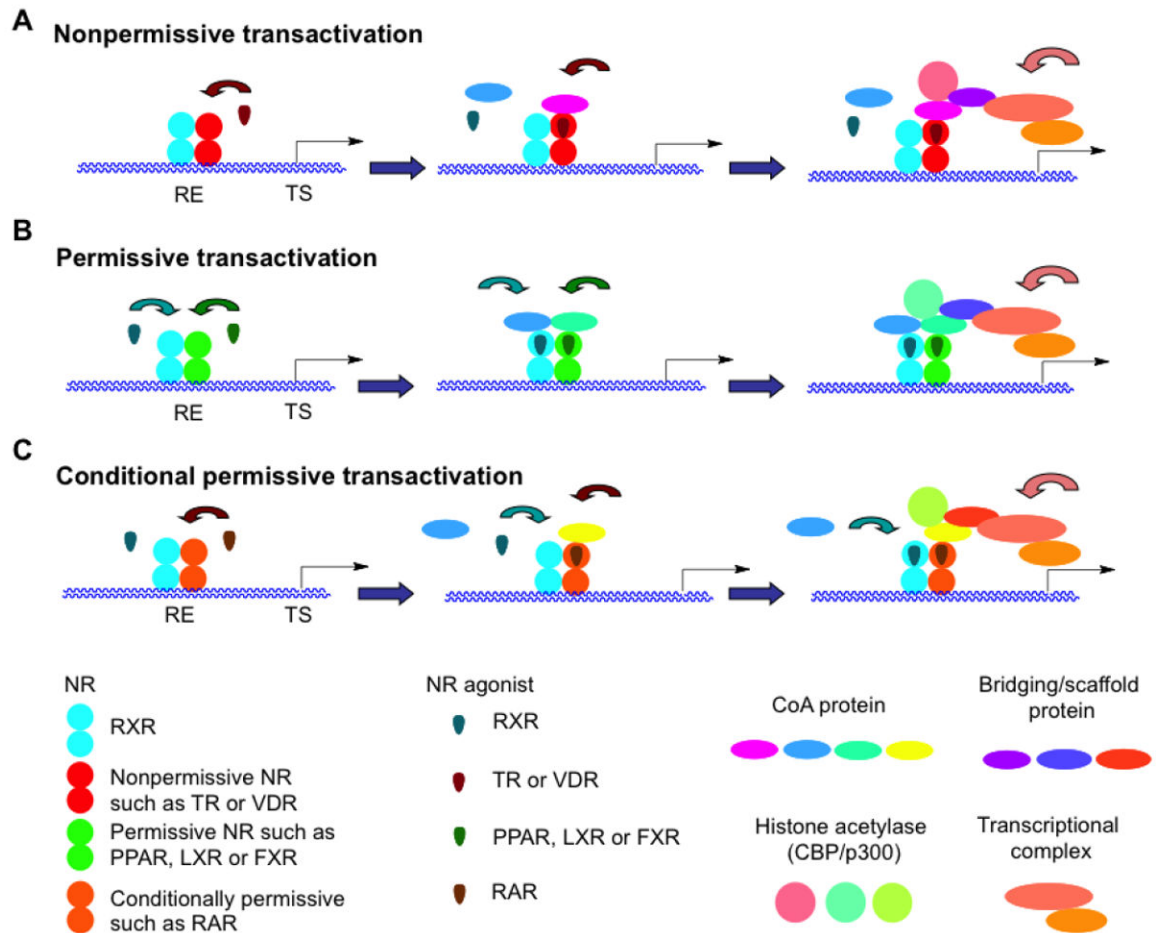 A
Nonpermissive transactivation
RE
TS
B
Permissive transactivation
RE
TS
C
Conditional permissive transactivation
RE
TS
NR
RXR
Nonpermissive NR
such as TR or VDR
Permissive NR such as
PPAR, LXR or FXR
Conditionally permissive
such as RAR
NR agonist
RXR
TR or VDR
PPAR, LXR or FXR
RAR
CoA protein
Histone acetylase
(CBP/p300)
Bridging/scaffold
protein
Transcriptional
complex